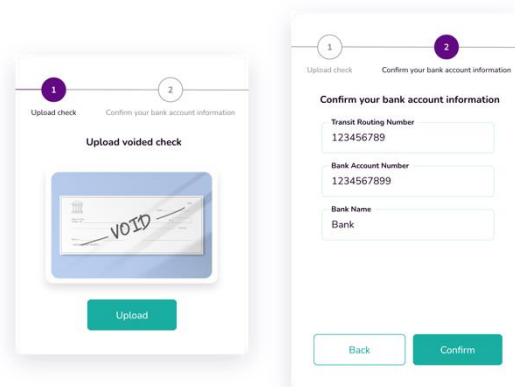 1
2
Upload check
Confirm your bank account information
Upload voided check
VOID
Upload
1
2
Upload check
Confirm your bank account information
Confirm your bank account information
Transit Routing Number
123456789
Bank Account Number
1234567899
Bank Name
Bank
Back
Confirm